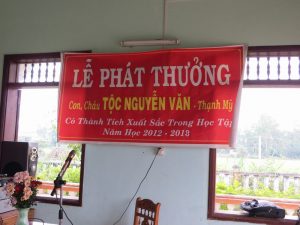 LỄ PHÁT THƯỞNG
Con, Cháu TỘC NGUYỄN VĂN - Thạnh Mỹ
Có Thành Tích Xuất Sắc Trong Học Tập
Năm Học 2012 - 2013